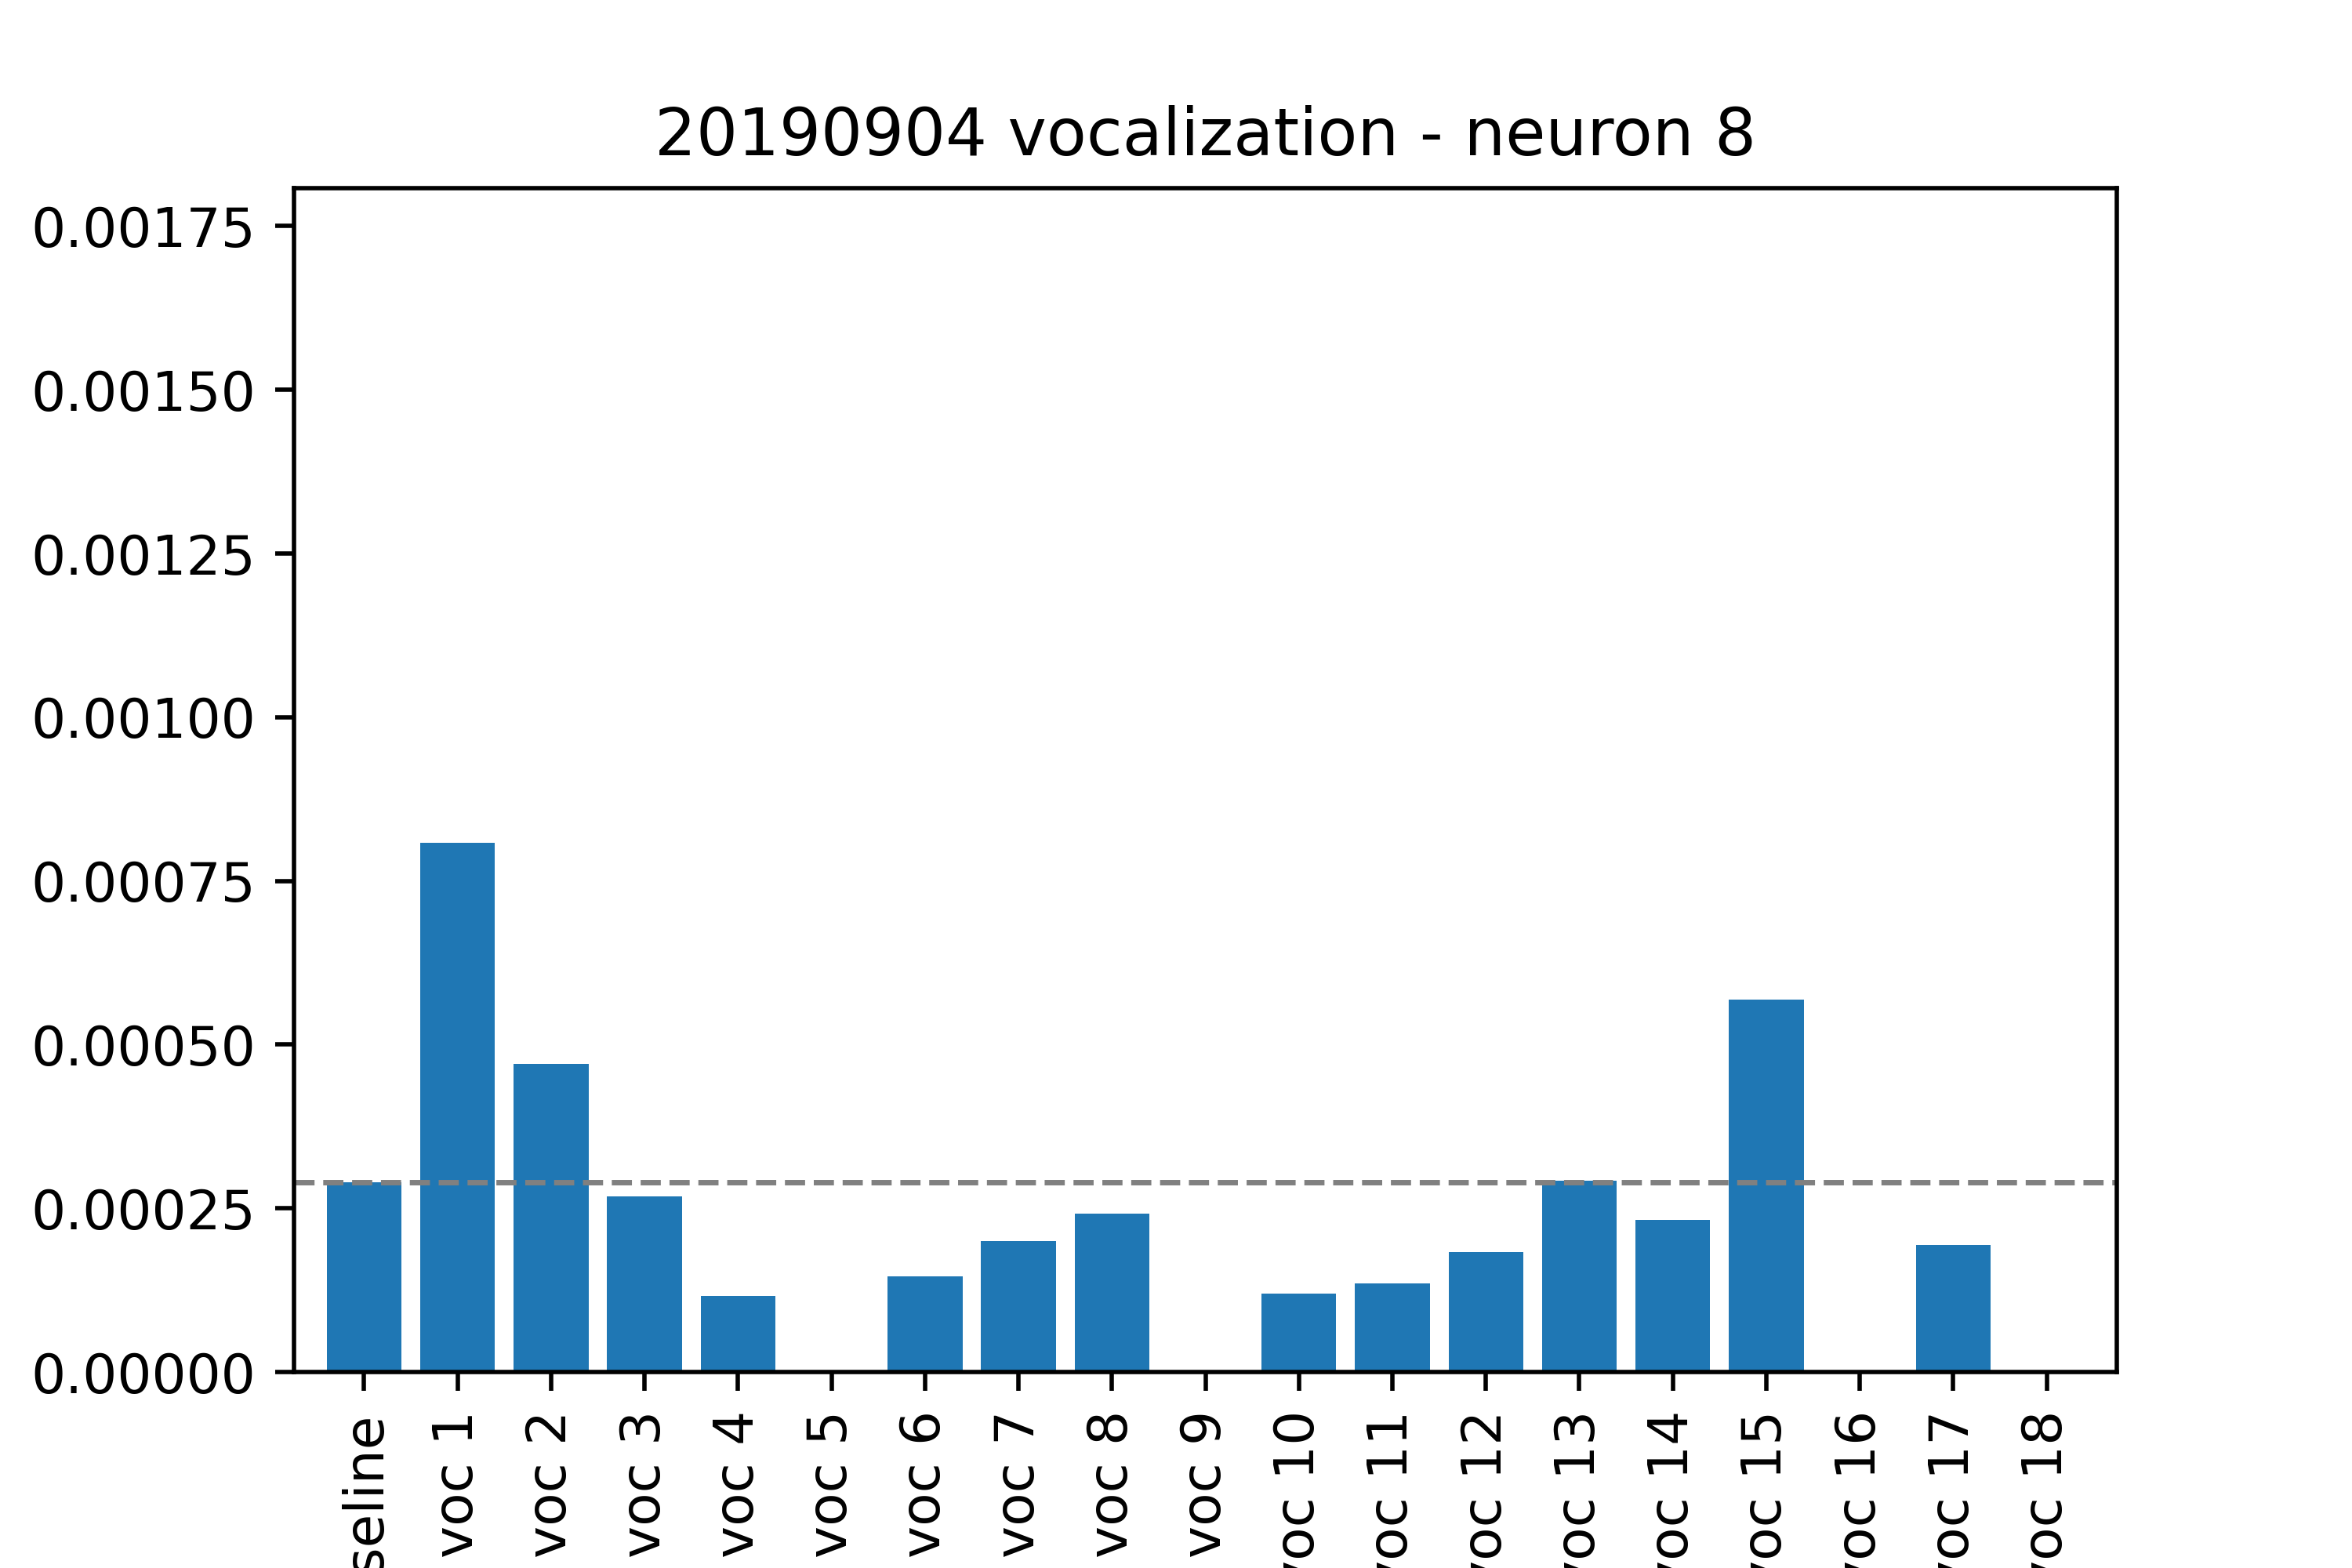 20190904 vocalization - neuron 8
0.00175
0.00150
0.00125
0.00100
0.00075
0.00050
0.00025
0.00000
seline
voc 1
voc 2
voc 3
voc 4
voc 5
voc 6
voc 7
voc 8
voc 9
voc 10
voc 11
voc 12
voc 13
voc 14
voc 15
voc 16
voc 17
voc 18